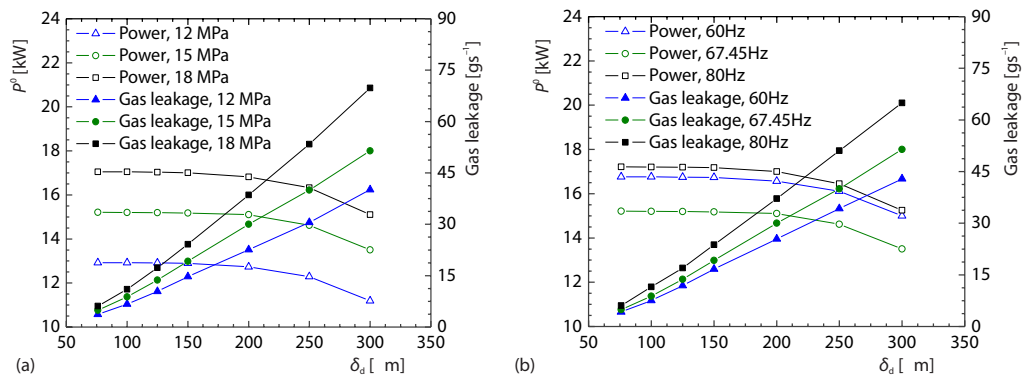 24
22
20
18
16
14
12
10
P⁰ [kW]
Power, 12 MPa
Power, 15 MPa
Power, 18 MPa
Gas leakage, 12 MPa
Gas leakage, 15 MPa
Gas leakage, 18 MPa
90
75
60
45
30
15
0
Gas leakage [gs⁻¹]
50 100 150 200 250 300 350
(a)
δd [ m]
24
22
20
18
16
14
12
10
P⁰ [kW]
Power, 60Hz
Power, 67.45Hz
Power, 80Hz
Gas leakage, 60Hz
Gas leakage, 67.45Hz
Gas leakage, 80Hz
90
75
60
45
30
15
0
Gas leakage [gs⁻¹]
50 100 150 200 250 300 350
(b)
δd [ m]